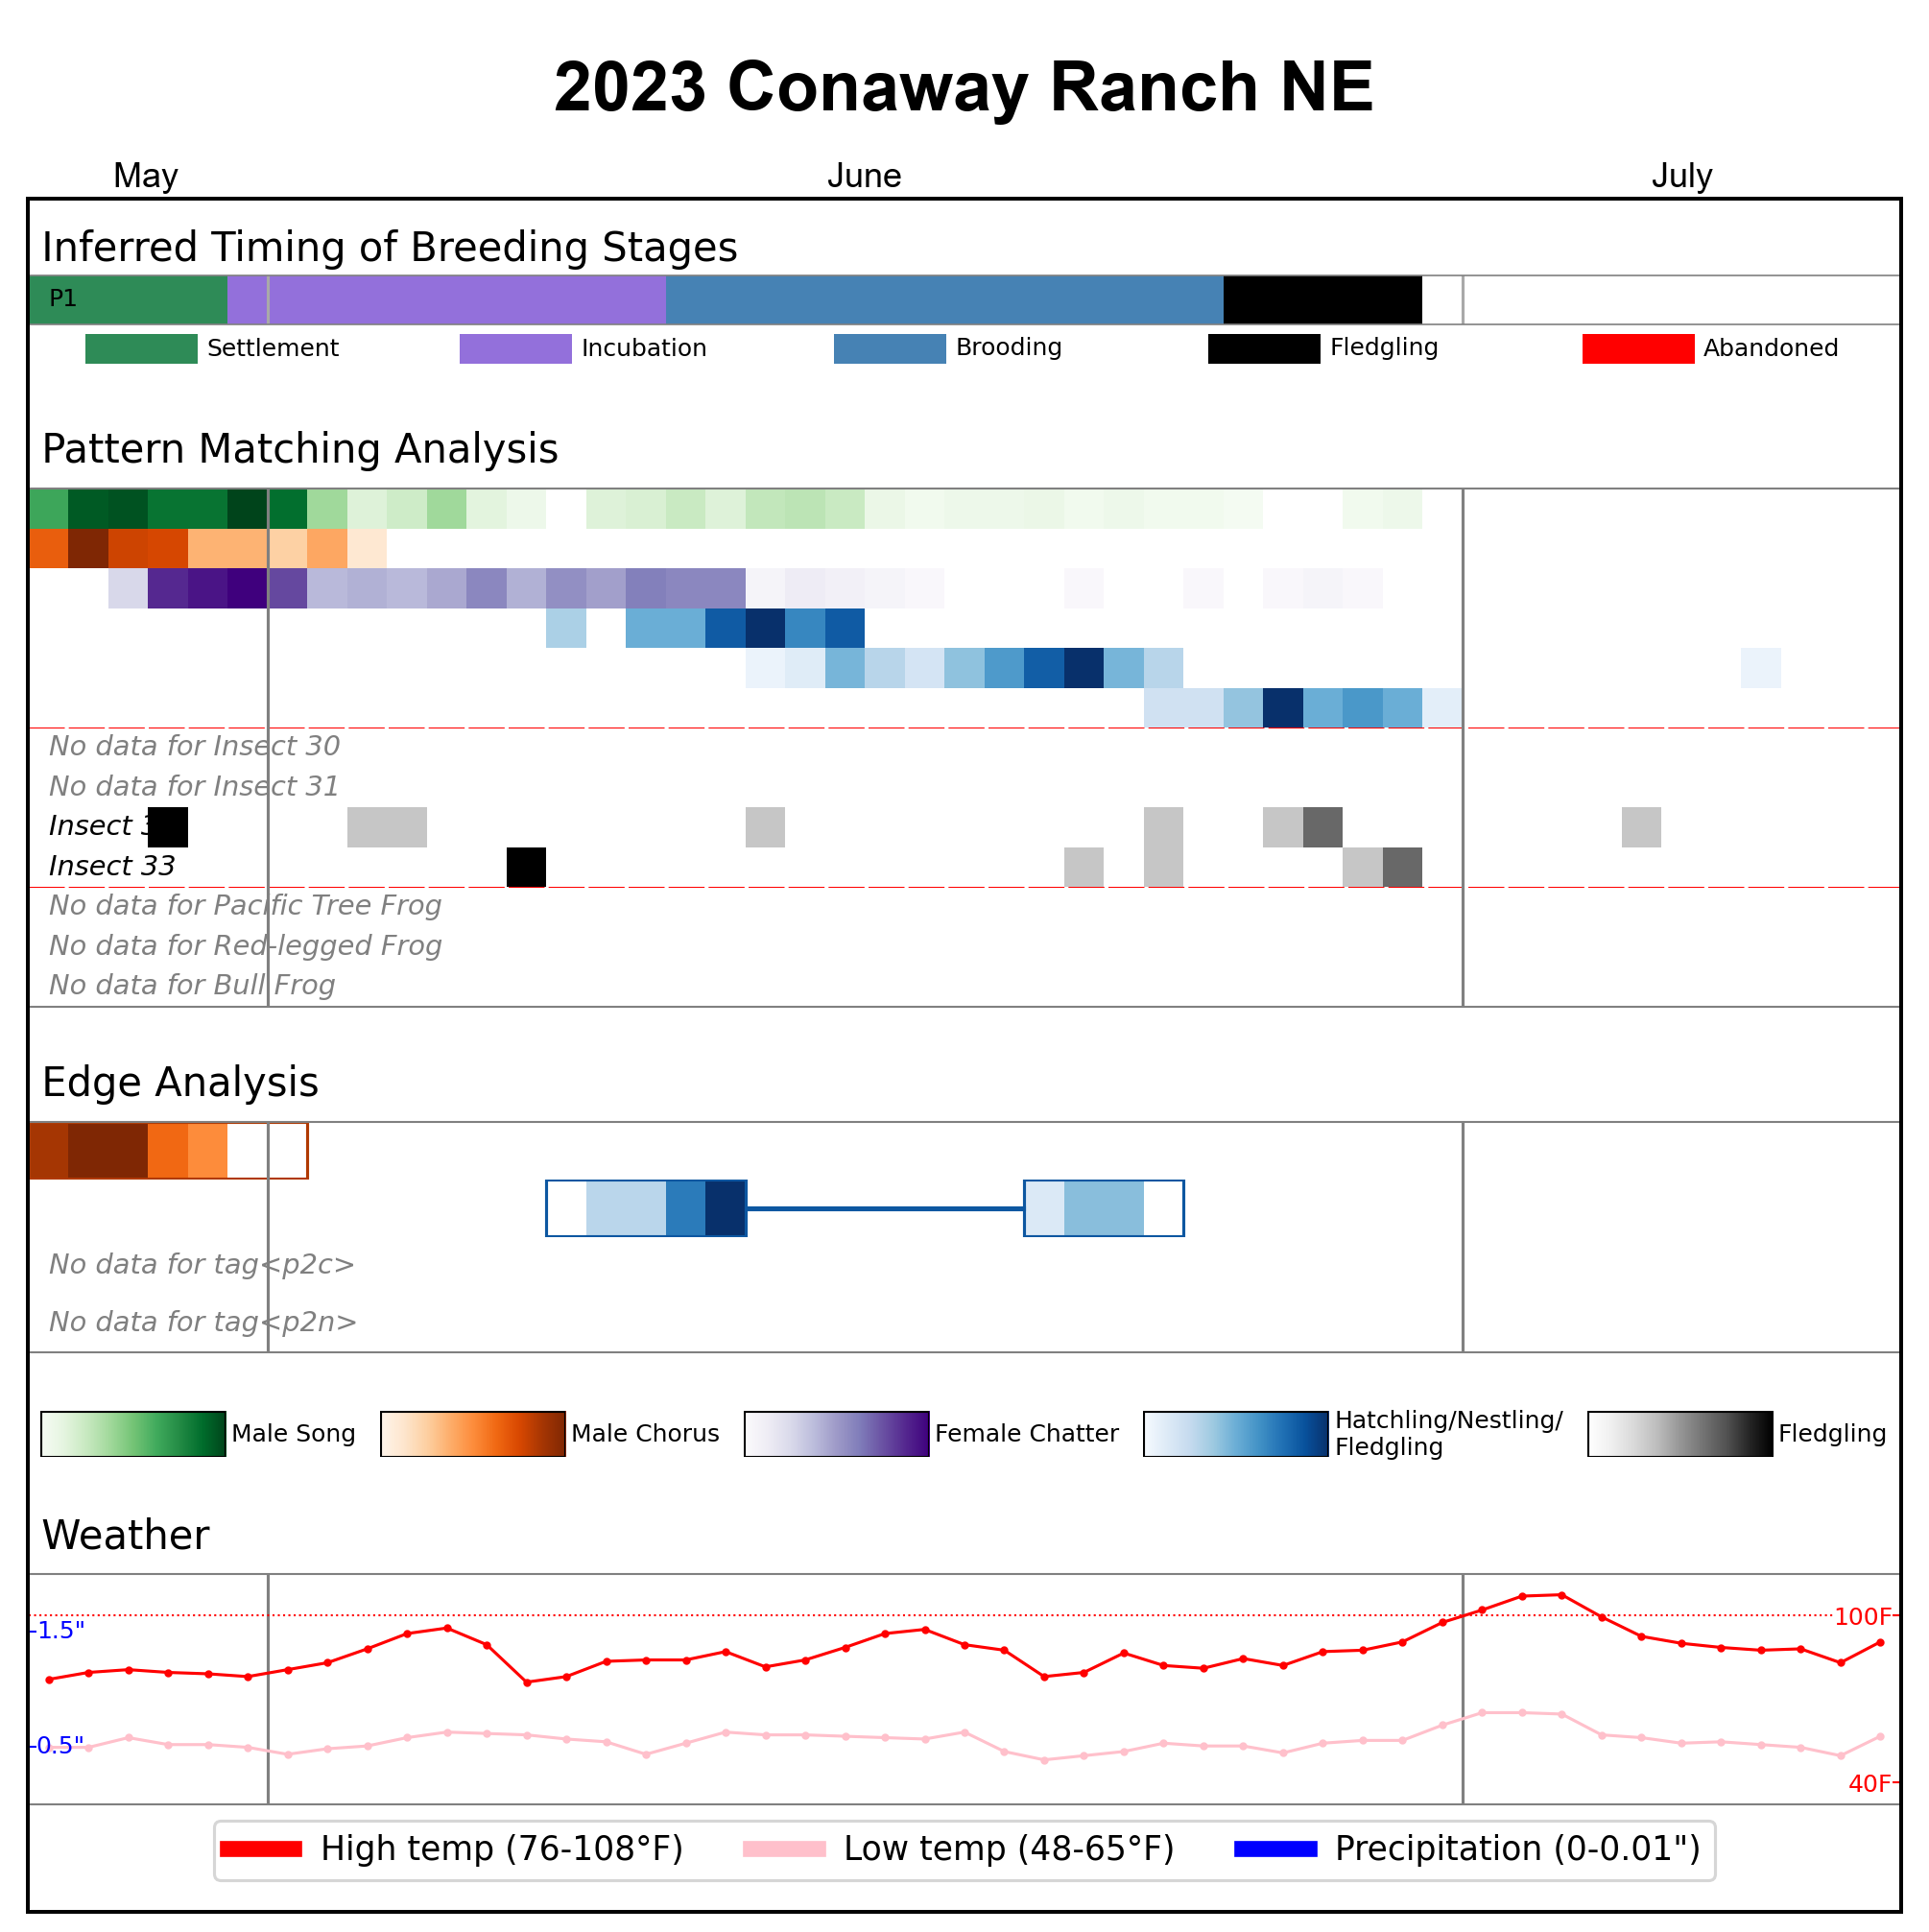 2023 Conaway Ranch NE
May June July
Inferred Timing of Breeding Stages
P1
Settlement Incubation Brooding Fledgling Abandoned
Pattern Matching Analysis
No data for Insect 30
No data for Insect 31
Insect
Insect 33
No data for Pacific Tree Frog
No data for Red-legged Frog
No data for Bull Frog
Edge Analysis
No data for tag<p2c>
No data for tag<p2n>
Male Song Male Chorus Female Chatter Hatchling/Nestling/ Fledgling
Fledgling
Weather
1.5" 100F
0.5"
40F
High temp (76-108°F) Low temp (48-65°F) Precipitation (0-0.01")